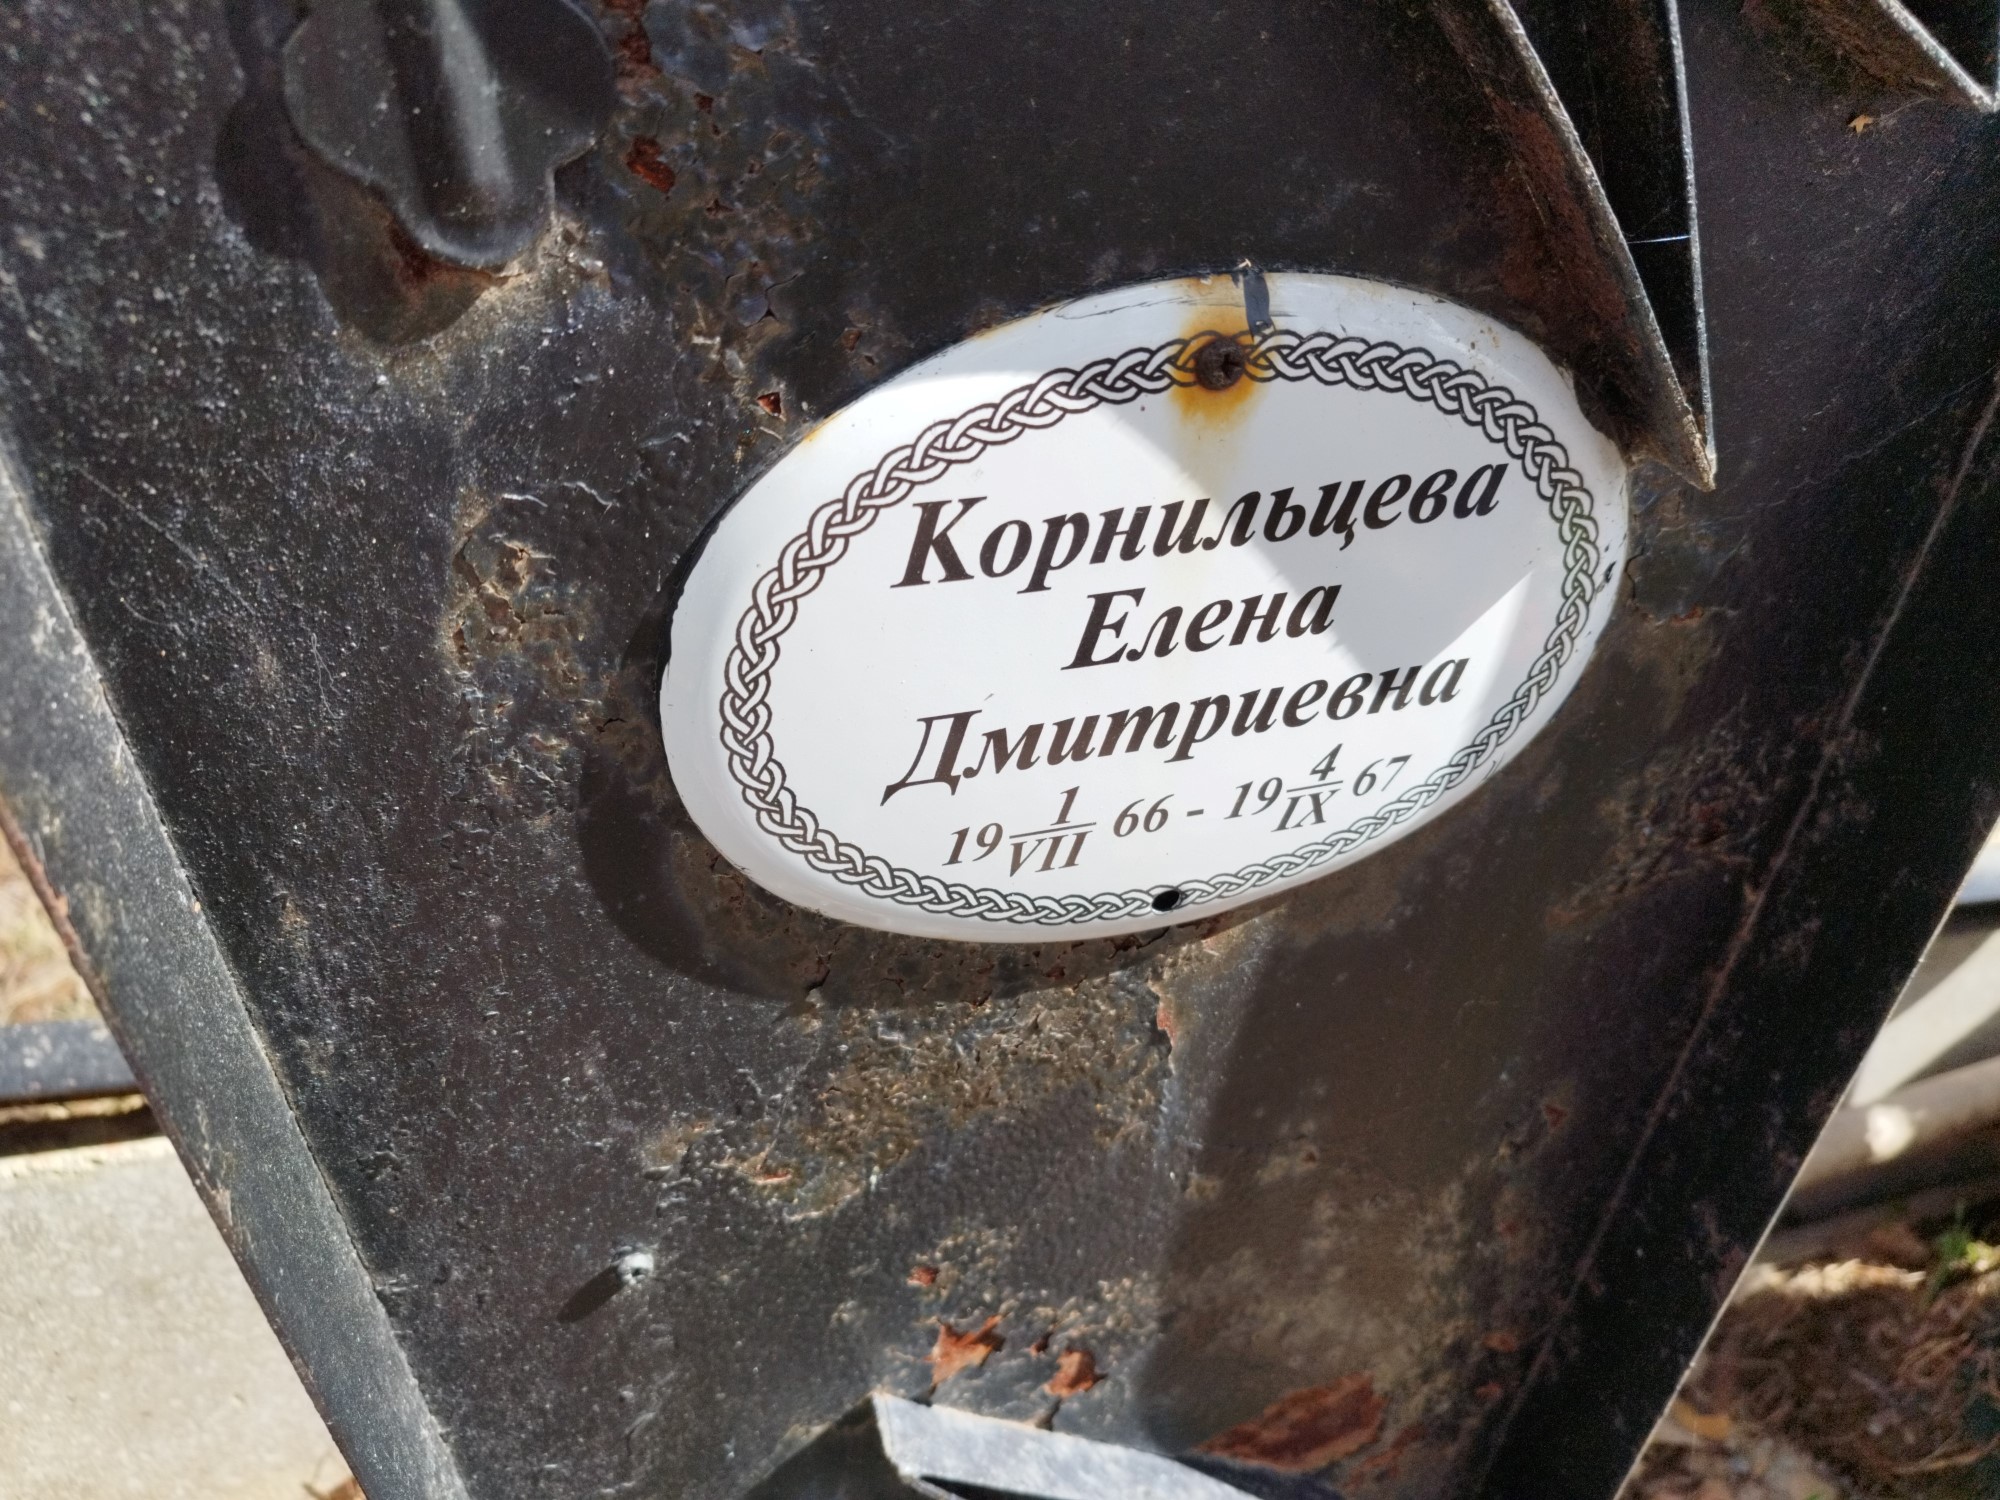 Корнильцева
Елена
Дмитриевна
19 1/VII 66 - 19 4/IX 67